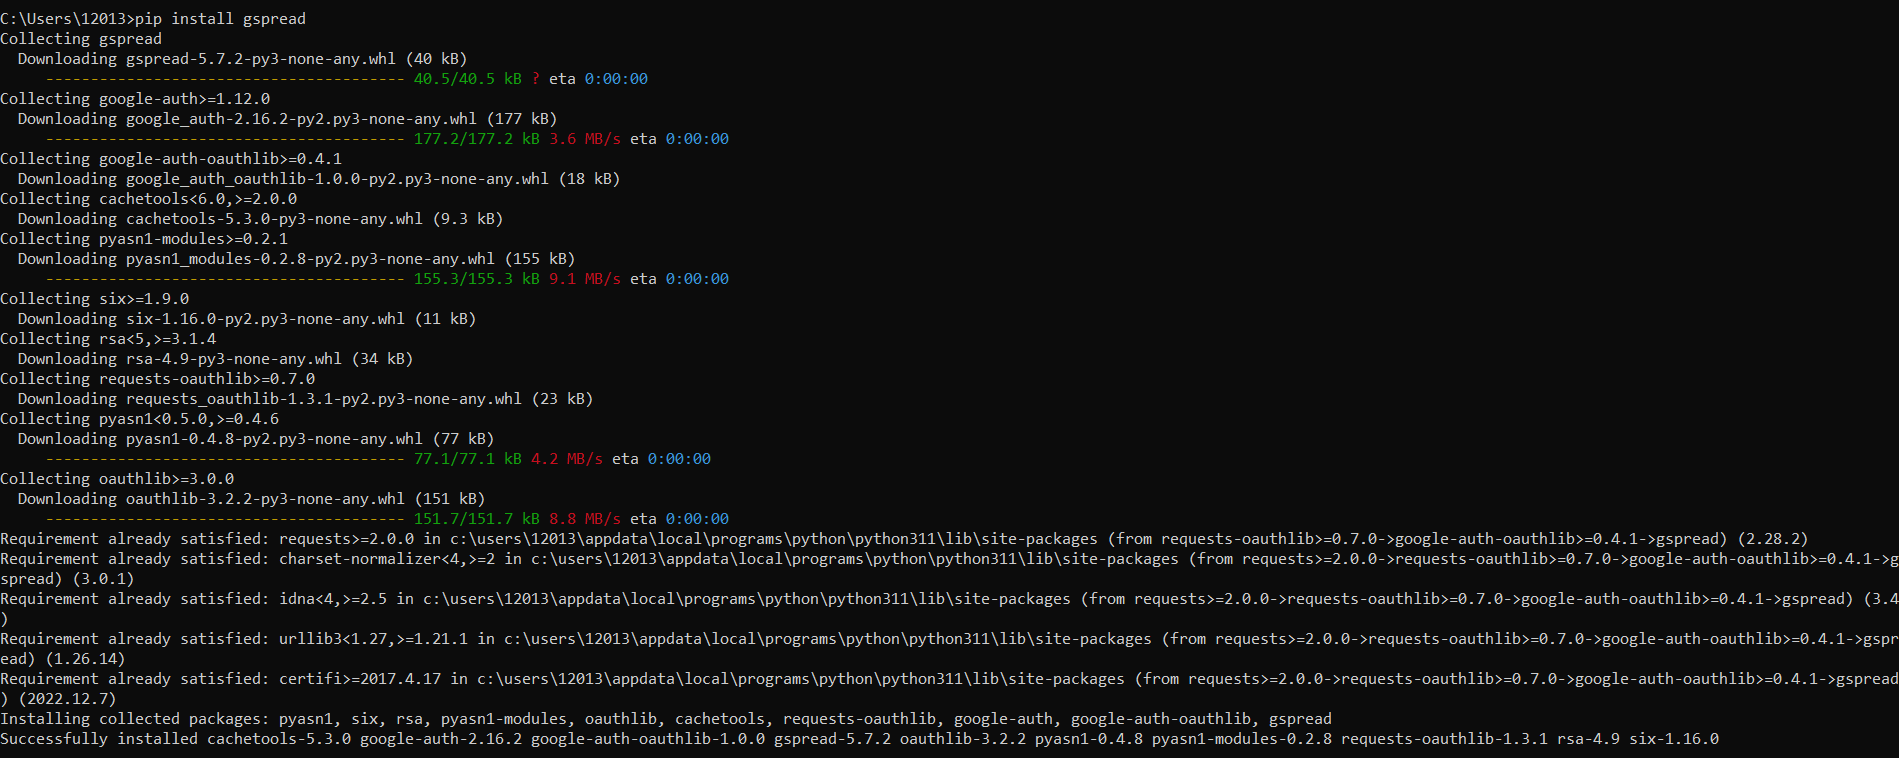 C:\Users\12013>pip install gspread
Collecting gspread
  Downloading gspread-5.7.2-py3-none-any.whl (40 kB)
     ---------------------------------------- 40.5/40.5 kB ? eta 0:00:00
Collecting google-auth>=1.12.0
  Downloading google_auth-2.16.2-py2.py3-none-any.whl (177 kB)
     ---------------------------------------- 177.2/177.2 kB 3.6 MB/s eta 0:00:00
Collecting google-auth-oauthlib>=0.4.1
  Downloading google_auth_oauthlib-1.0.0-py2.py3-none-any.whl (18 kB)
Collecting cachetools<6.0,>=2.0.0
  Downloading cachetools-5.3.0-py3-none-any.whl (9.3 kB)
Collecting pyasn1-modules>=0.2.1
  Downloading pyasn1_modules-0.2.8-py2.py3-none-any.whl (155 kB)
     ---------------------------------------- 155.3/155.3 kB 9.1 MB/s eta 0:00:00
Collecting six>=1.9.0
  Downloading six-1.16.0-py2.py3-none-any.whl (11 kB)
Collecting rsa<5,>=3.1.4
  Downloading rsa-4.9-py3-none-any.whl (34 kB)
Collecting requests-oauthlib>=0.7.0
  Downloading requests_oauthlib-1.3.1-py2.py3-none-any.whl (23 kB)
Collecting pyasn1<0.5.0,>=0.4.6
  Downloading pyasn1-0.4.8-py2.py3-none-any.whl (77 kB)
     ---------------------------------------- 77.1/77.1 kB 4.2 MB/s eta 0:00:00
Collecting oauthlib>=3.0.0
  Downloading oauthlib-3.2.2-py3-none-any.whl (151 kB)
     ---------------------------------------- 151.7/151.7 kB 8.8 MB/s eta 0:00:00
Requirement already satisfied: requests>=2.0.0 in c:\users\12013\appdata\local\programs\python\python311\lib\site-packages (from requests-oauthlib>=0.7.0->google-auth-oauthlib>=0.4.1->gspread) (2.28.2)
Requirement already satisfied: charset-normalizer<4,>=2 in c:\users\12013\appdata\local\programs\python\python311\lib\site-packages (from requests>=2.0.0->requests-oauthlib>=0.7.0->google-auth-oauthlib>=0.4.1->g
spread) (3.0.1)
Requirement already satisfied: idna<4,>=2.5 in c:\users\12013\appdata\local\programs\python\python311\lib\site-packages (from requests>=2.0.0->requests-oauthlib>=0.7.0->google-auth-oauthlib>=0.4.1->gspread) (3.4
)
Requirement already satisfied: urllib3<1.27,>=1.21.1 in c:\users\12013\appdata\local\programs\python\python311\lib\site-packages (from requests>=2.0.0->requests-oauthlib>=0.7.0->google-auth-oauthlib>=0.4.1->gspr
ead) (1.26.14)
Requirement already satisfied: certifi>=2017.4.17 in c:\users\12013\appdata\local\programs\python\python311\lib\site-packages (from requests>=2.0.0->requests-oauthlib>=0.7.0->google-auth-oauthlib>=0.4.1->gspread
) (2022.12.7)
Installing collected packages: pyasn1, six, rsa, pyasn1-modules, oauthlib, cachetools, requests-oauthlib, google-auth, google-auth-oauthlib, gspread
Successfully installed cachetools-5.3.0 google-auth-2.16.2 google-auth-oauthlib-1.0.0 gspread-5.7.2 oauthlib-3.2.2 pyasn1-0.4.8 pyasn1-modules-0.2.8 requests-oauthlib-1.3.1 rsa-4.9 six-1.16.0